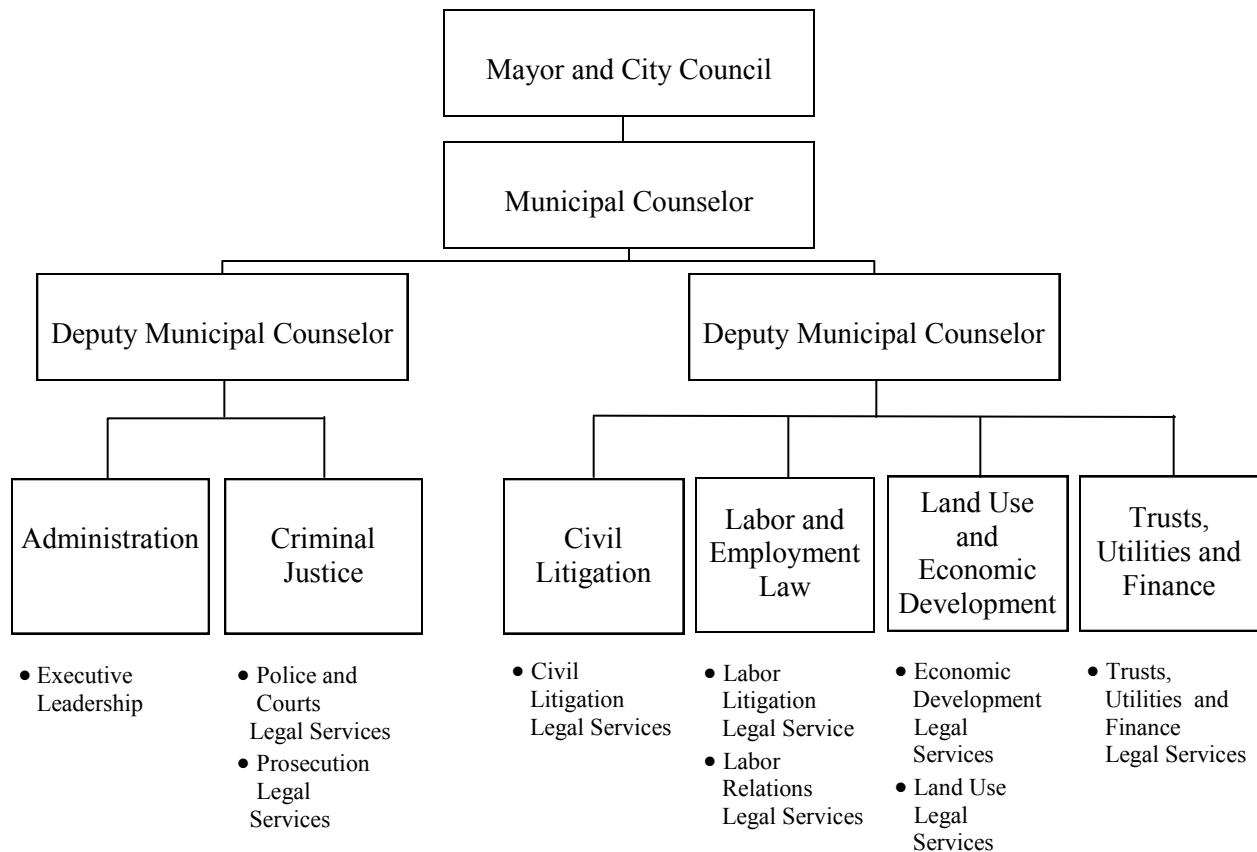 Mayor and City Council
Municipal Counselor
Deputy Municipal Counselor
Deputy Municipal Counselor
Administration
Criminal
Justice
Civil
Litigation
Labor and
Employment
Law
Land Use
and
Economic
Development
Trusts,
Utilities and
Finance
• Executive
Leadership
• Police and
Courts
Legal Services
• Prosecution
Legal
Services
• Civil
Litigation
Legal Services
• Labor
Litigation
Legal Service
• Labor
Relations
Legal Services
• Economic
Development
Legal
Services
• Land Use
Legal
Services
• Trusts,
Utilities and
Finance
Legal Services